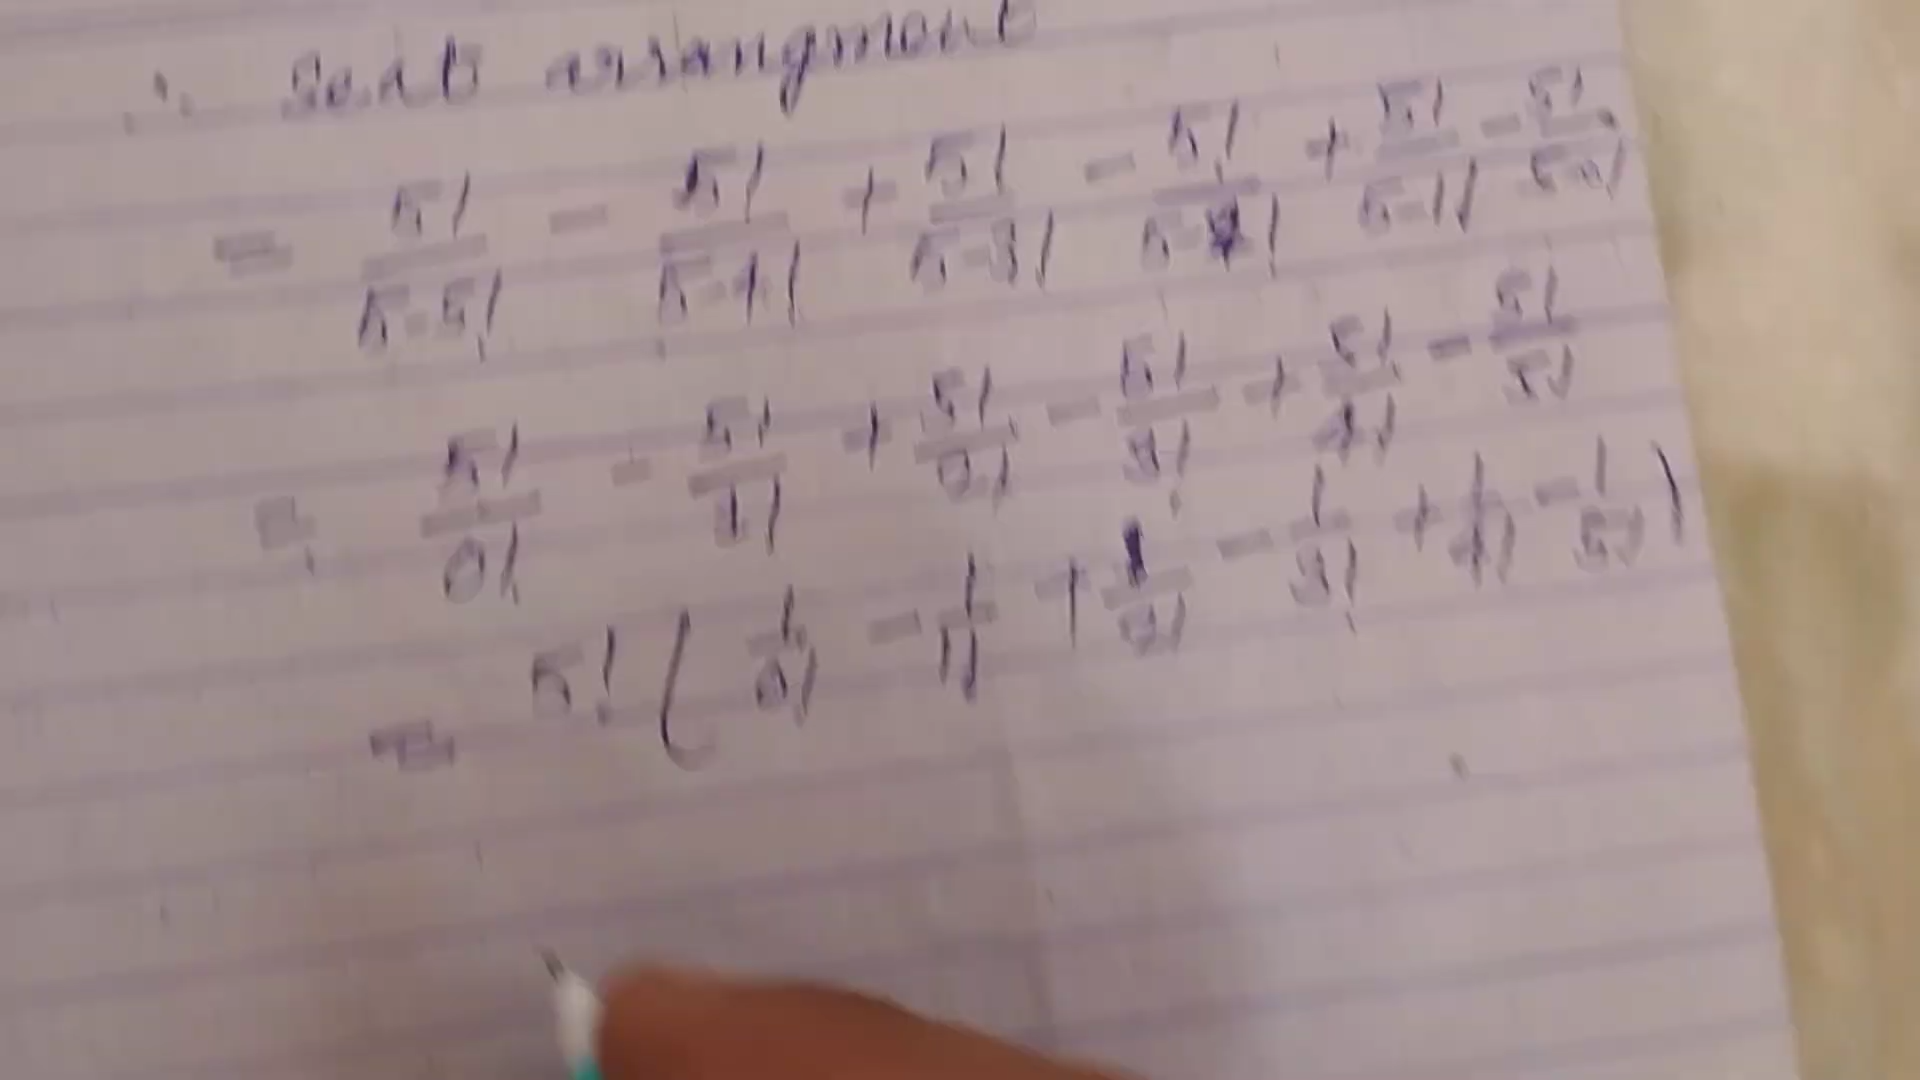 ∴ Seat arrangment
= 5!/5-5! - 5!/5-4! + 5!/5-3! - 5!/5-! + 5!/5-1! - 5!/5-0!
= 5!/0! - 5!/1! + 5!/2! - 5!/3! + 5!/4! - 5!/5!
= 5! ( 1/0! - 1/1! + 1/2! - 1/3! + 1/4! - 1/5! )